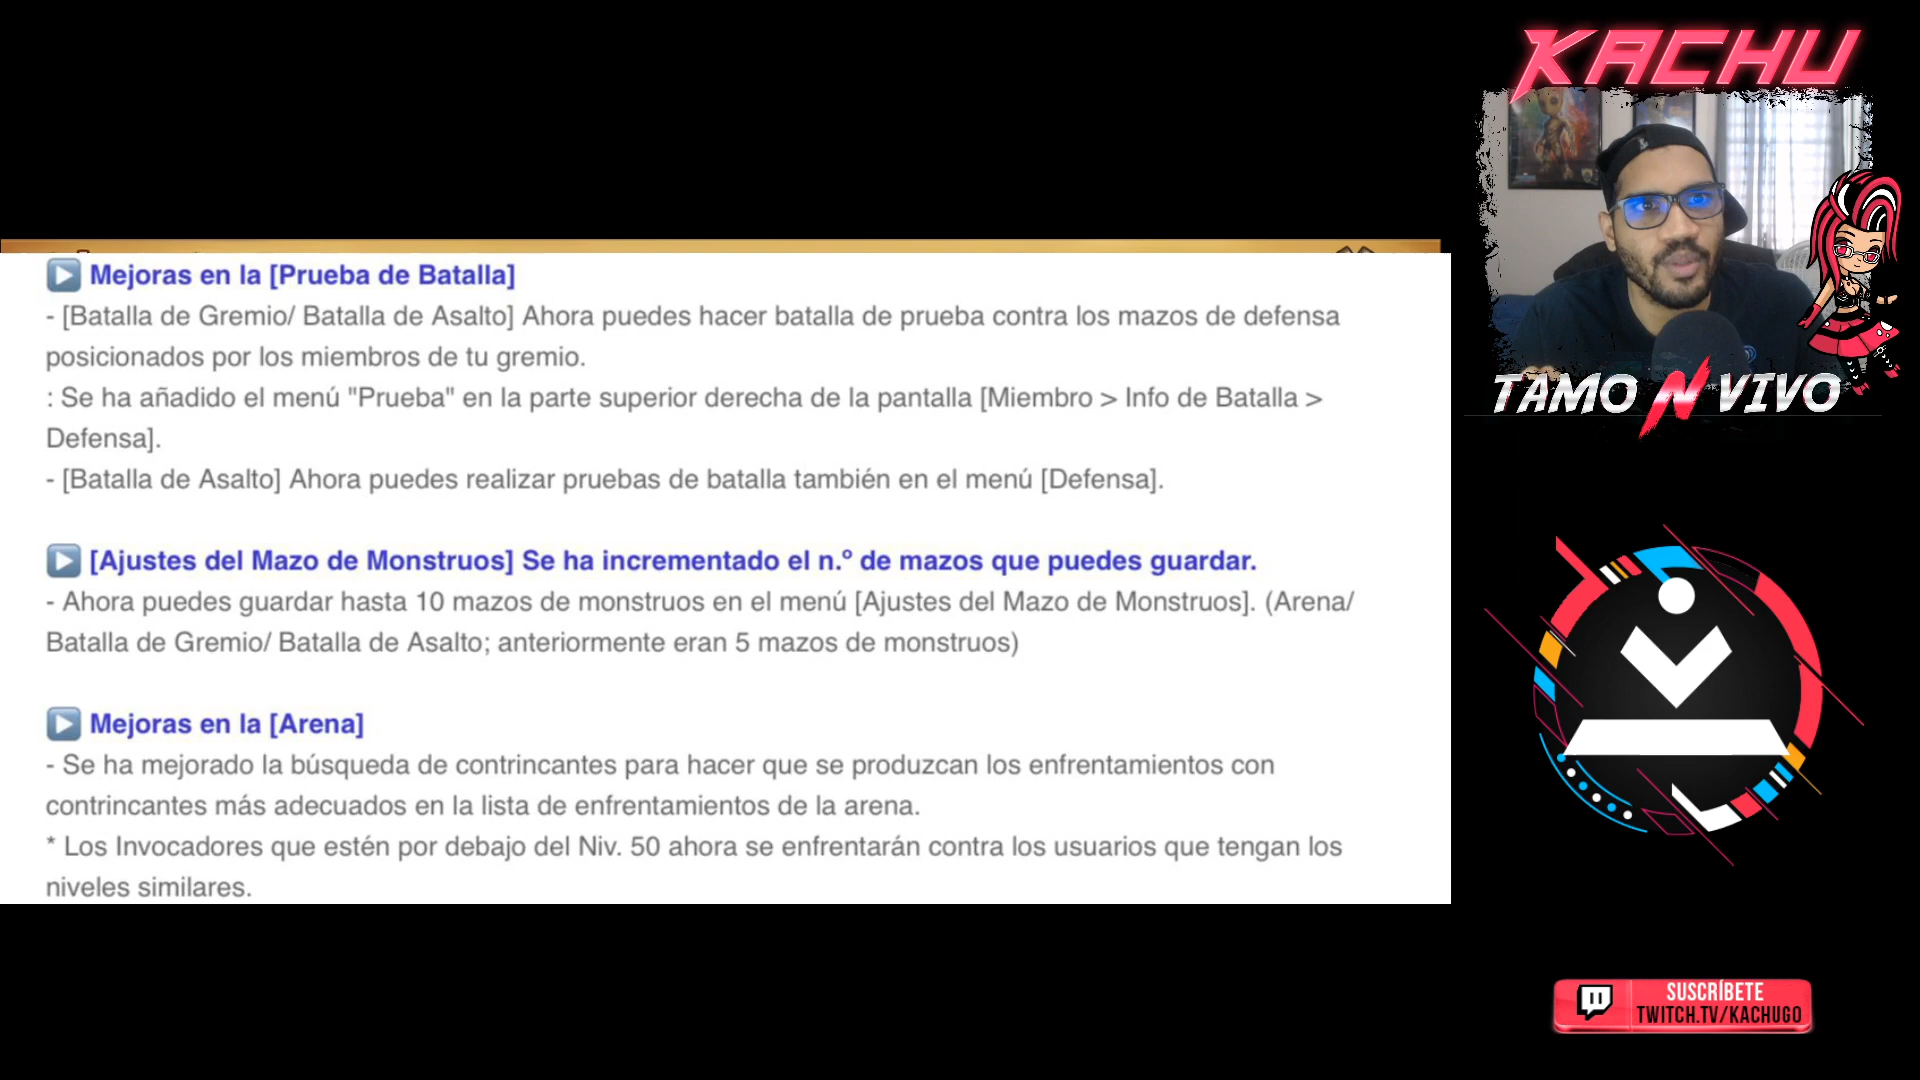 KACHU
Mejoras en la [Prueba de Batalla]
- [Batalla de Gremio/ Batalla de Asalto] Ahora puedes hacer batalla de prueba contra los mazos de defensa
posicionados por los miembros de tu gremio.
: Se ha añadido el menú "Prueba" en la parte superior derecha de la pantalla [Miembro > Info de Batalla >
Defensa].
- [Batalla de Asalto] Ahora puedes realizar pruebas de batalla también en el menú [Defensa].
[Ajustes del Mazo de Monstruos] Se ha incrementado el n.º de mazos que puedes guardar.
- Ahora puedes guardar hasta 10 mazos de monstruos en el menú [Ajustes del Mazo de Monstruos]. (Arena/
Batalla de Gremio/ Batalla de Asalto; anteriormente eran 5 mazos de monstruos)
Mejoras en la [Arena]
- Se ha mejorado la búsqueda de contrincantes para hacer que se produzcan los enfrentamientos con
contrincantes más adecuados en la lista de enfrentamientos de la arena.
* Los Invocadores que estén por debajo del Niv. 50 ahora se enfrentarán contra los usuarios que tengan los
niveles similares.
TAMO N VIVO
SUSCRÍBETE
TWITCH.TV/KACHUGO